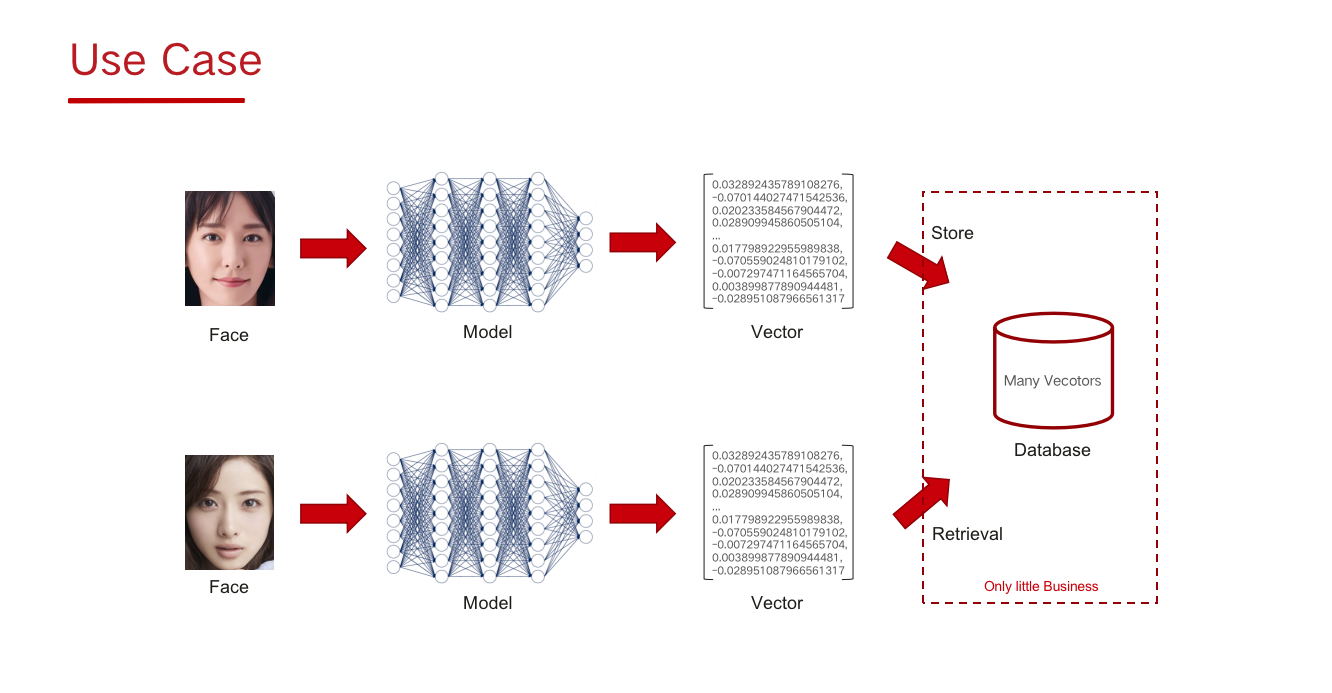 Use Case
0.032892435789108276,
-0.070144027471542536,
0.020233584567904472,
0.028909945860505104,
...
0.017798922955989838,
-0.070559024810179102,
-0.007297471164565704,
0.003899877890944481,
-0.028951087966561317
Store
Face
Model
Vector
Many Vecotors
Database
0.032892435789108276,
-0.070144027471542536,
0.020233584567904472,
0.028909945860505104,
...
0.017798922955989838,
-0.070559024810179102,
-0.007297471164565704,
0.003899877890944481,
-0.028951087966561317
Retrieval
Face
Model
Vector
Only little Business